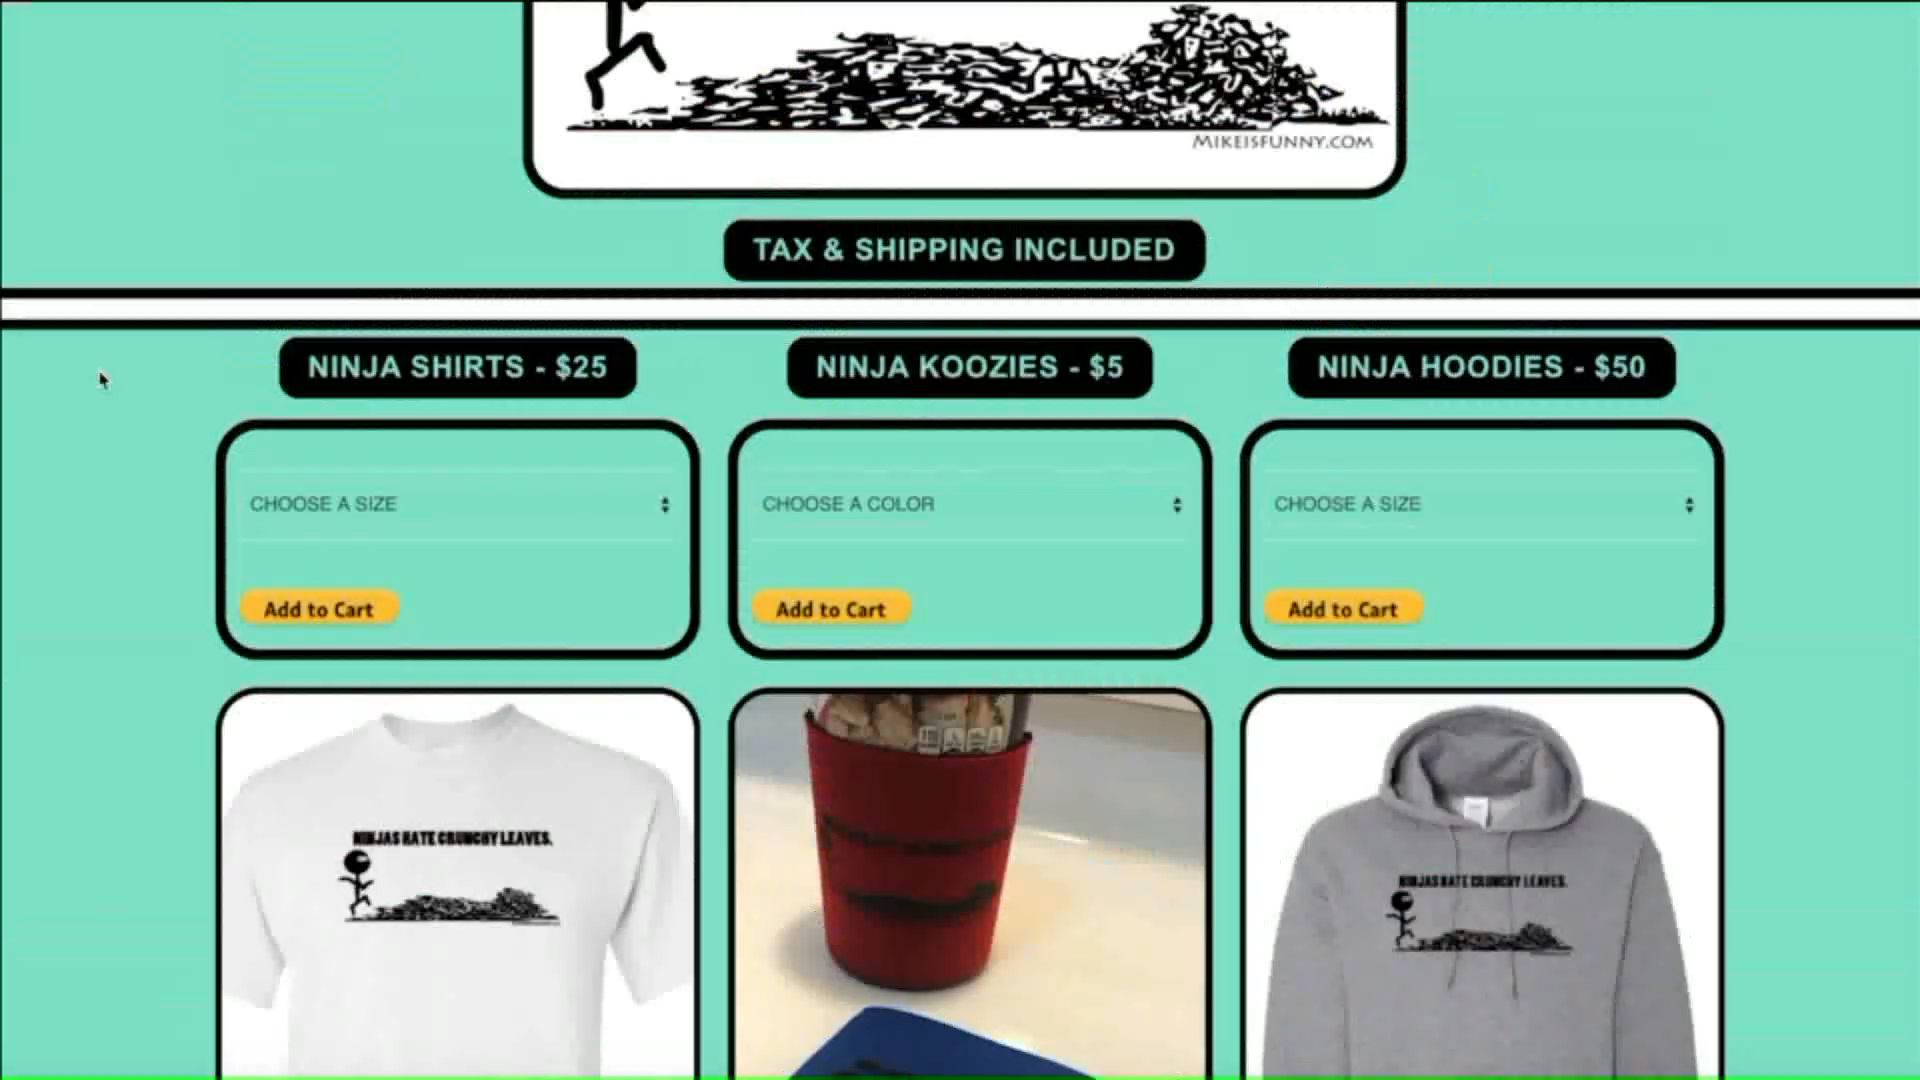 MIKEISFUNNY.COM
TAX & SHIPPING INCLUDED
NINJA SHIRTS - $25
NINJA KOOZIES - $5
NINJA HOODIES - $50
CHOOSE A SIZE
CHOOSE A COLOR
CHOOSE A SIZE
Add to Cart
Add to Cart
Add to Cart
NINJAS HATE CRUNCHY LEAVES.
NINJAS HATE CRUNCHY LEAVES.